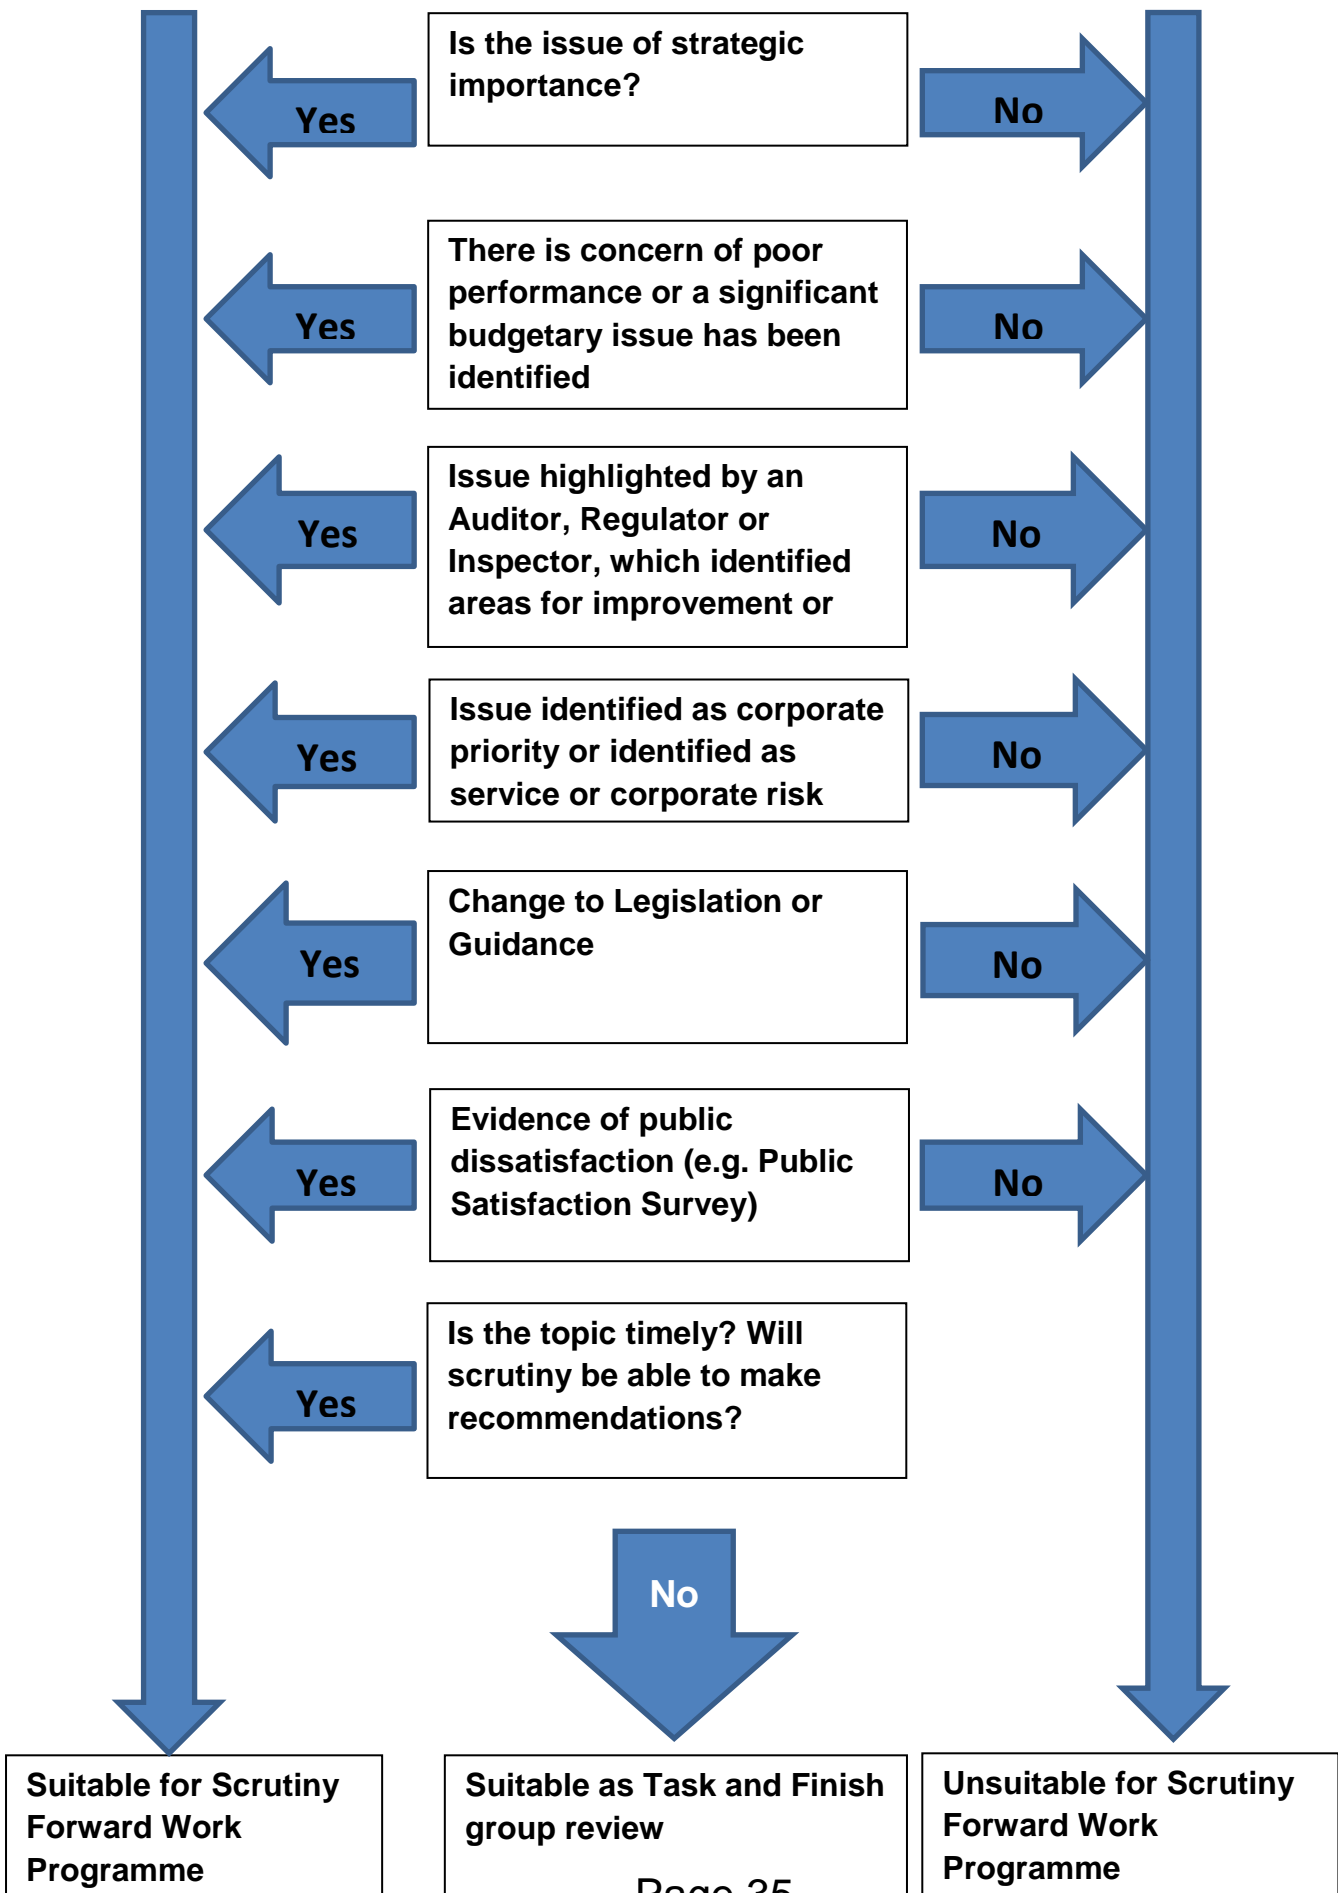 Is the issue of strategic
importance?
Yes
No
There is concern of poor
performance or a significant
budgetary issue has been
identified
Yes
No
Issue highlighted by an
Auditor, Regulator or
Inspector, which identified
areas for improvement or
Yes
No
Issue identified as corporate
priority or identified as
service or corporate risk
Yes
No
Change to Legislation or
Guidance
Yes
No
Evidence of public
dissatisfaction (e.g. Public
Satisfaction Survey)
Yes
No
Is the topic timely? Will
scrutiny be able to make
recommendations?
Yes
No
Suitable for Scrutiny
Forward Work
Programme
Suitable as Task and Finish
group review
Unsuitable for Scrutiny
Forward Work
Programme
Page 35